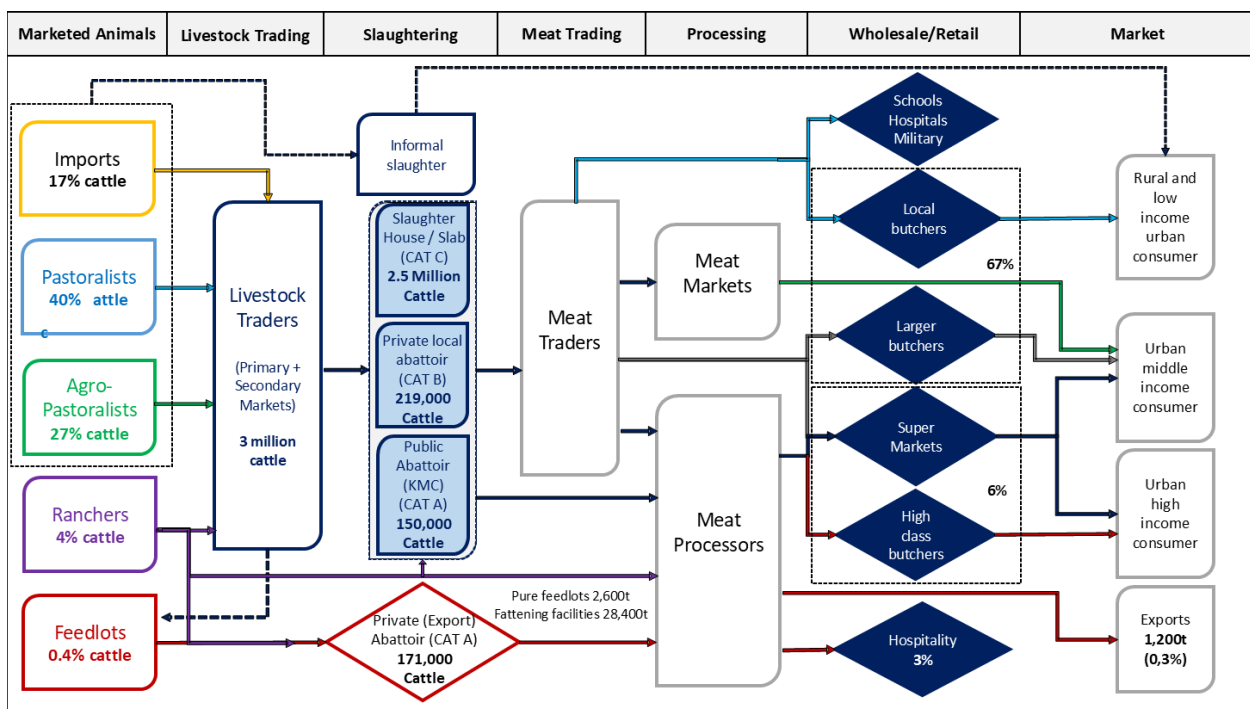 Marketed Animals
Livestock Trading
Slaughtering
Meat Trading
Processing
Wholesale/Retail
Market
Imports
17% cattle
Pastoralists
40% attle
c
Agro-
Pastoralists
27% cattle
Ranchers
4% cattle
Feedlots
0.4% cattle
Livestock
Traders
(Primary +
Secondary
Markets)
3 million
cattle
Informal
slaughter
Slaughter
House / Slab
(CAT C)
2.5 Million
Cattle
Private local
abattoir
(CAT B)
219,000
Cattle
Public
Abattoir
(KMC)
(CAT A)
150,000
Cattle
Private (Export)
Abattoir (CAT A)
171,000
Cattle
Meat
Traders
Pure feedlots 2,600t
Fattening facilities 28,400t
Meat
Markets
Meat
Processors
Schools
Hospitals
Military
Local
butchers
67%
Larger
butchers
Super
Markets
6%
High
class
butchers
Hospitality
3%
Rural and
low
income
urban
consumer
Urban
middle
income
consumer
Urban
high
income
consumer
Exports
1,200t
(0,3%)